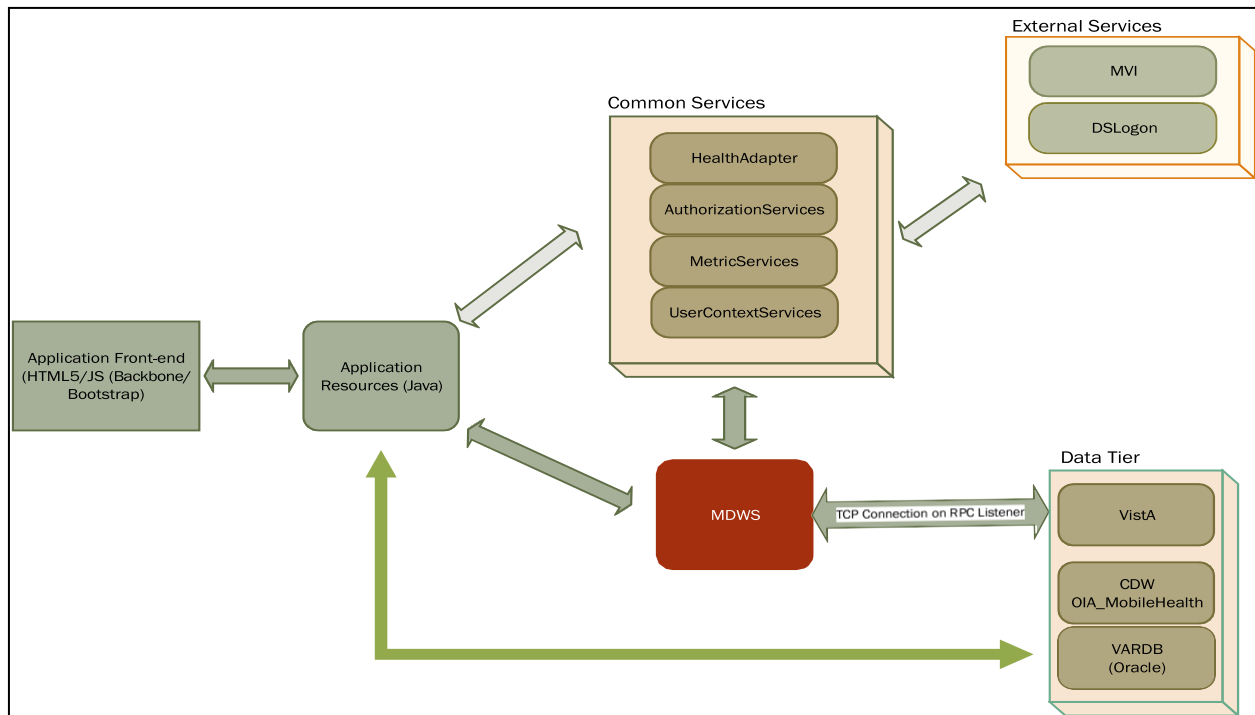 External Services
MVI
DSLogon
Common Services
HealthAdapter
AuthorizationServices
MetricServices
UserContextServices
Application Front-end
(HTML5/JS (Backbone/
Bootstrap)
Application
Resources (Java)
MDWS
TCP Connection on RPC Listener
Data Tier
VistA
CDW
OIA_MobileHealth
VARDB
(Oracle)